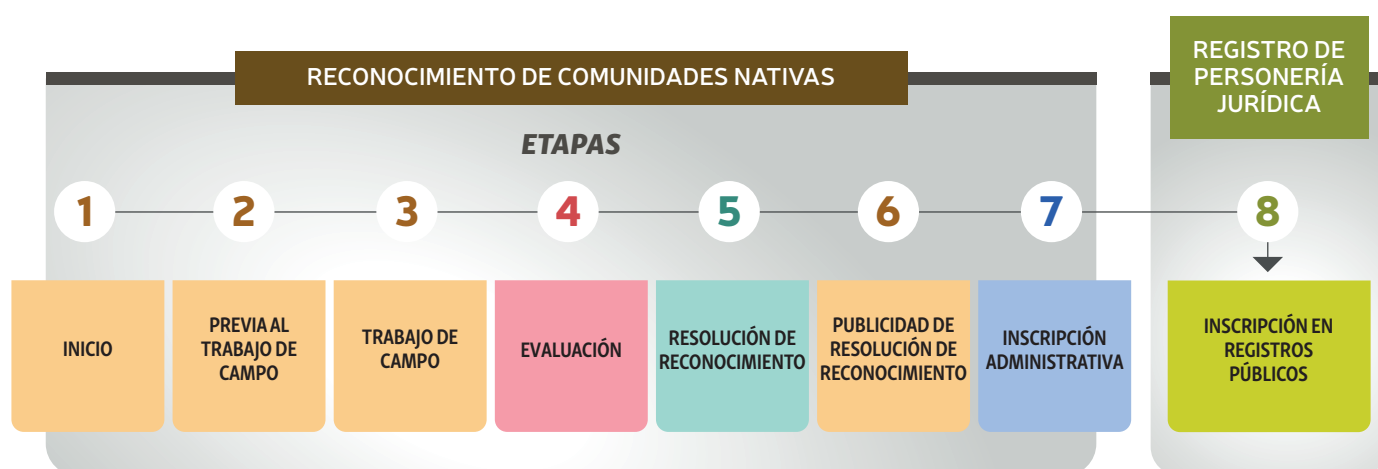 RECONOCIMIENTO DE COMUNIDADES NATIVAS
REGISTRO DE
PERSONERÍA
JURÍDICA
ETAPAS
1
2
3
4
5
6
7
8
INICIO
PREVIA AL
TRABAJO DE
CAMPO
TRABAJO DE
CAMPO
EVALUACIÓN
RESOLUCIÓN DE
RECONOCIMIENTO
PUBLICIDAD DE
RESOLUCIÓN DE
RECONOCIMIENTO
INSCRIPCIÓN
ADMINISTRATIVA
INSCRIPCIÓN EN
REGISTROS
PÚBLICOS